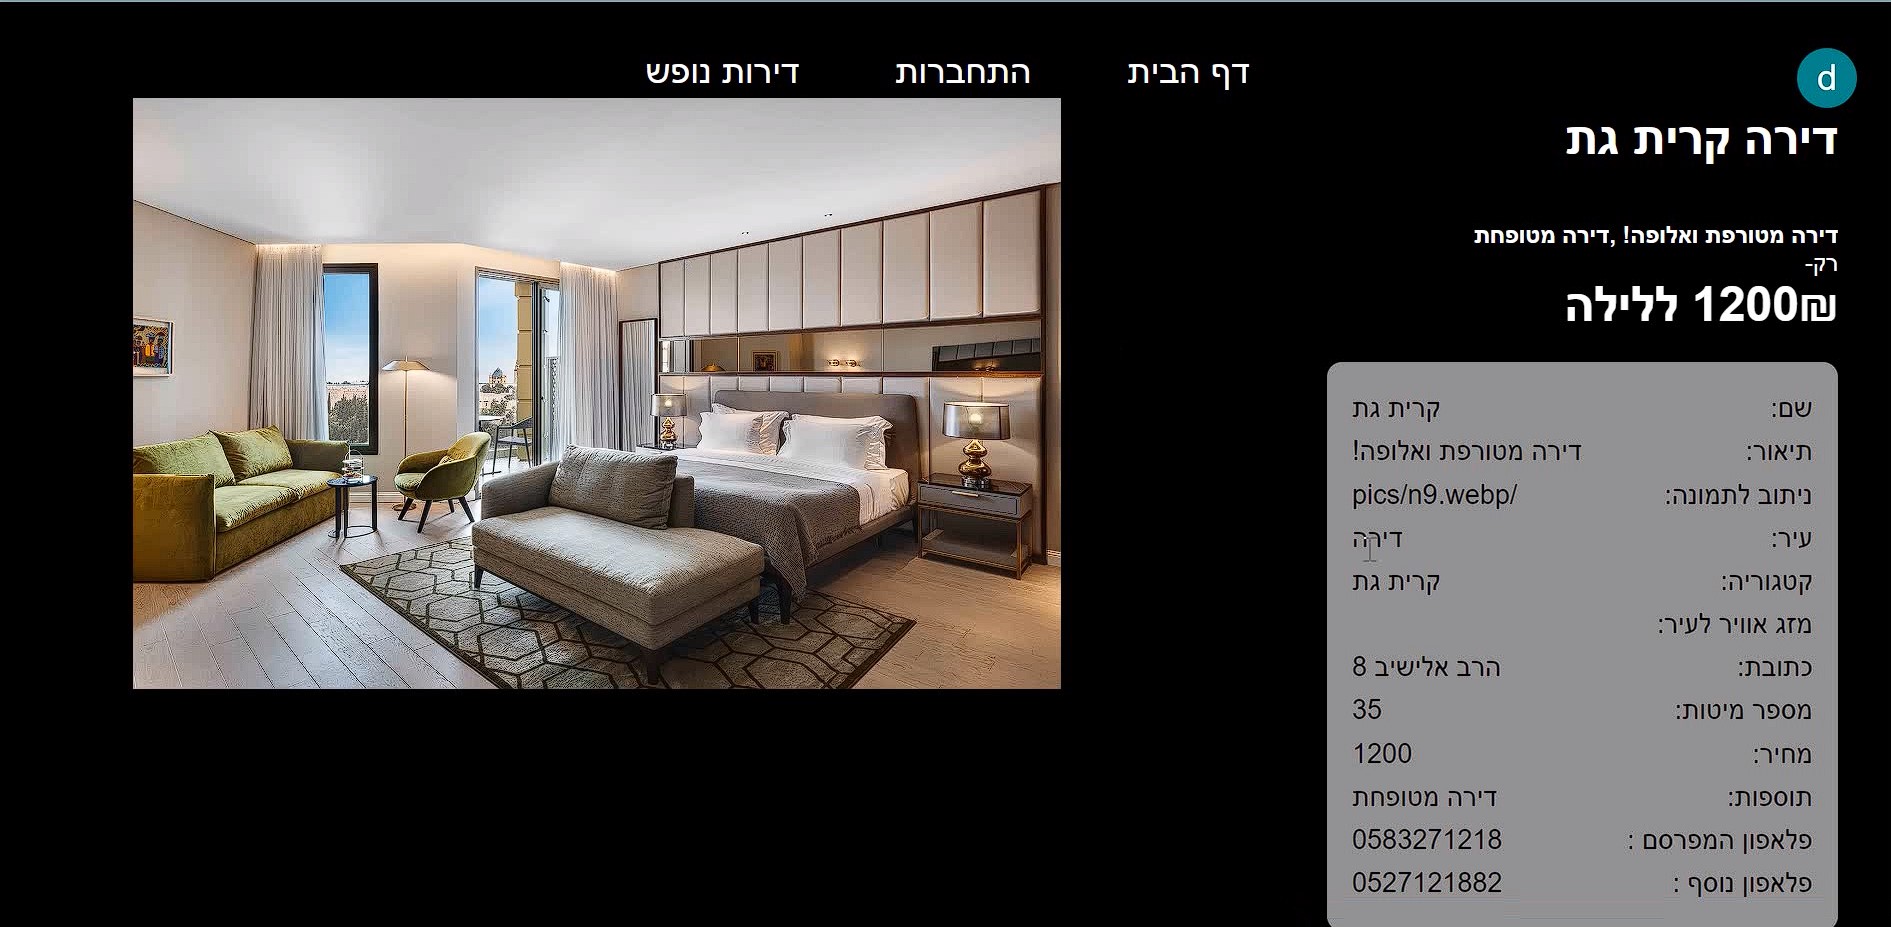 דף הבית התחברות דירות נופש
d
דירה קרית גת
דירה מטורפת ואלופה! ,דירה מטופחת
רק-
₪1200 ללילה
שם: קרית גת
תיאור: דירה מטורפת ואלופה!
ניתוב לתמונה: pics/n9.webp/
עיר: דירה
קטגוריה: קרית גת
מזג אוויר לעיר:
כתובת: הרב אלישיב 8
מספר מיטות: 35
מחיר: 1200
תוספות: דירה מטופחת
פלאפון המפרסם : 0583271218
פלאפון נוסף : 0527121882